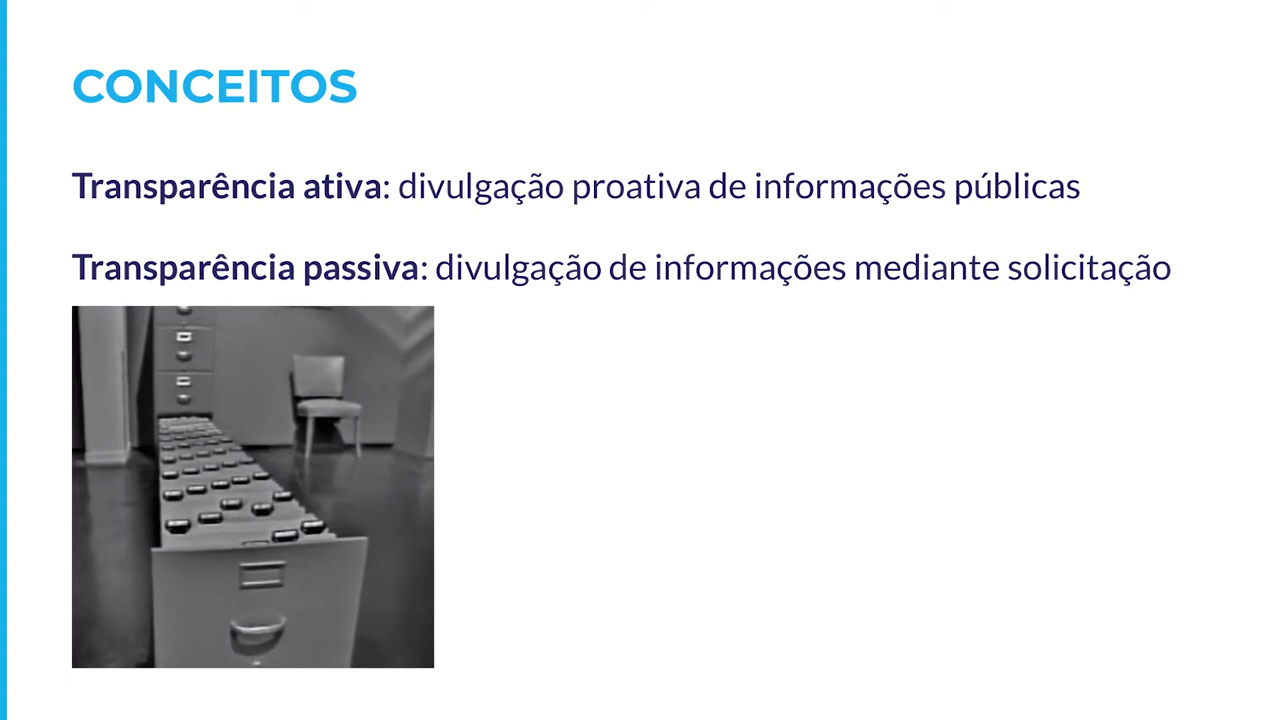 CONCEITOS
Transparência ativa: divulgação proativa de informações públicas
Transparência passiva: divulgação de informações mediante solicitação